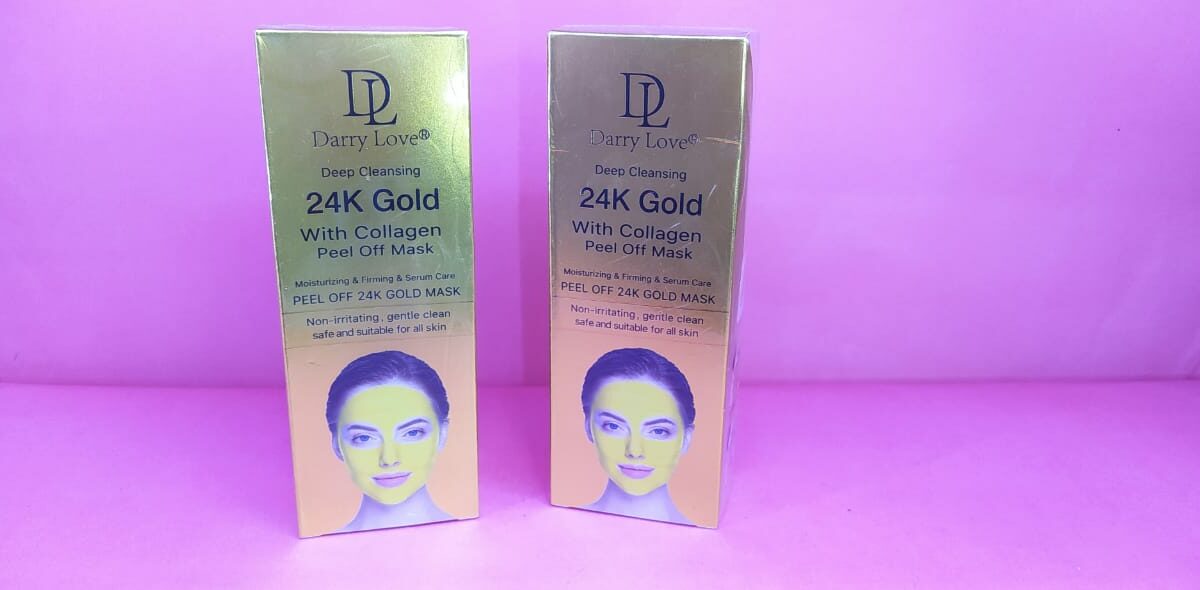 DL
Darry Love®
Deep Cleansing
24K Gold
With Collagen
Peel Off Mask
Moisturizing & Firming & Serum Care
PEEL OFF 24K GOLD MASK
Non-irritating, gentle clean
safe and suitable for all skin
DL
Darry Love®
Deep Cleansing
24K Gold
With Collagen
Peel Off Mask
Moisturizing & Firming & Serum Care
PEEL OFF 24K GOLD MASK
Non-irritating, gentle clean
safe and suitable for all skin